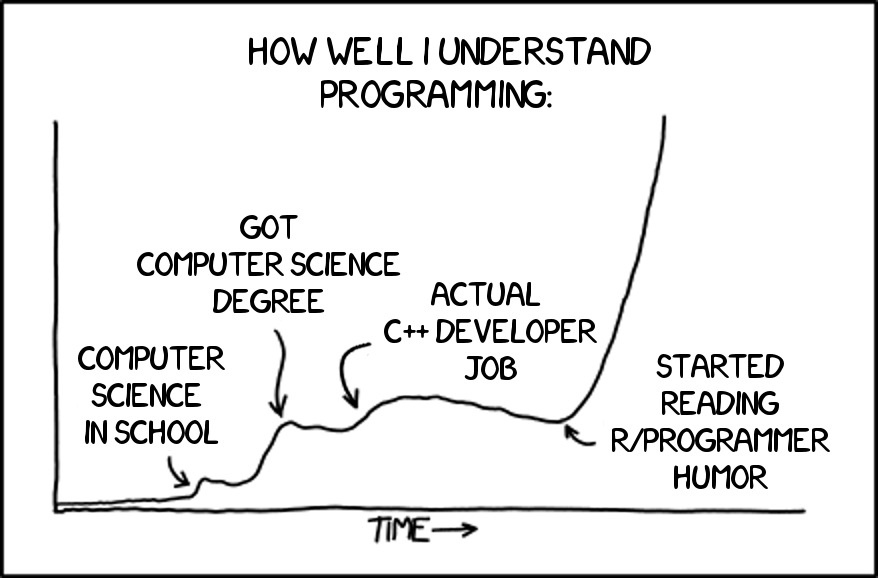 HOW WELL I UNDERSTAND
PROGRAMMING:
GOT
COMPUTER SCIENCE
DEGREE
ACTUAL
C++ DEVELOPER
JOB
COMPUTER
SCIENCE
IN SCHOOL
STARTED
READING
R/PROGRAMMER
HUMOR
TIME→